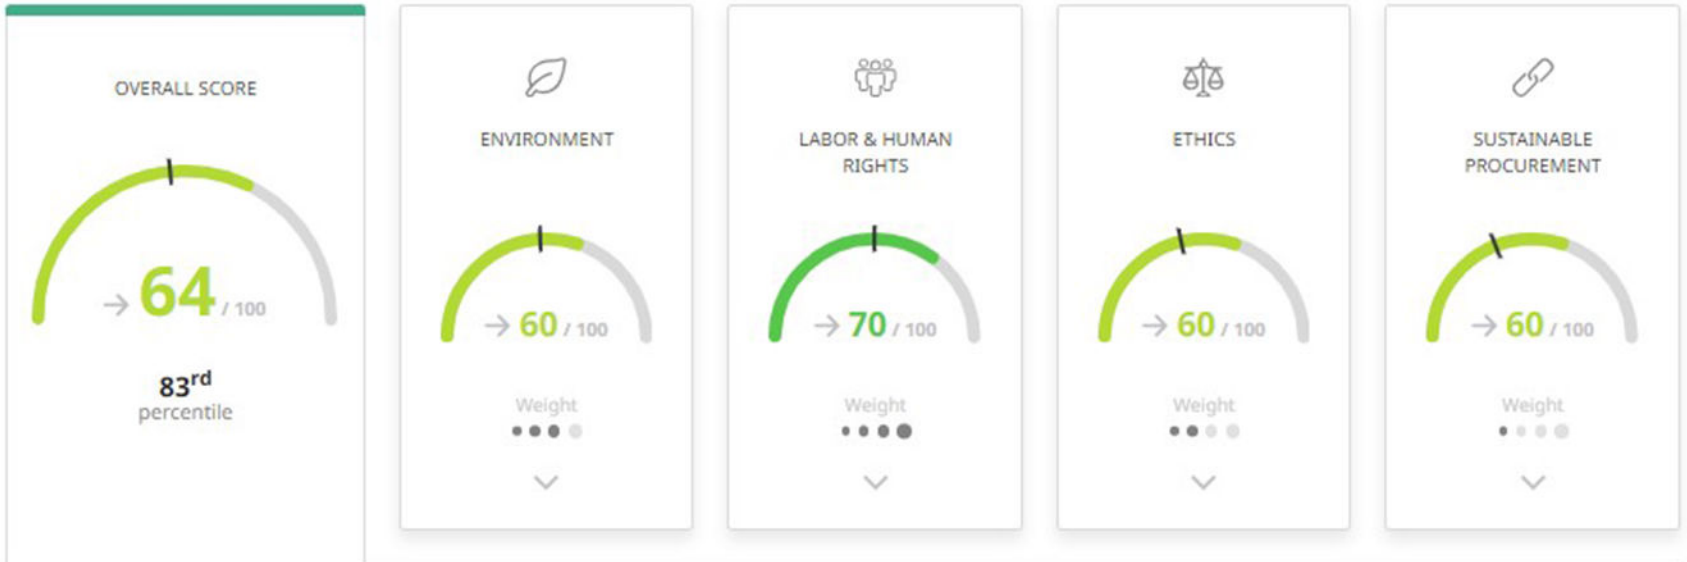 OVERALL SCORE
→ 64 / 100
83rd
percentile
ENVIRONMENT
→ 60 / 100
Weight
LABOR & HUMAN
RIGHTS
→ 70 / 100
Weight
ETHICS
→ 60 / 100
Weight
SUSTAINABLE
PROCUREMENT
→ 60 / 100
Weight